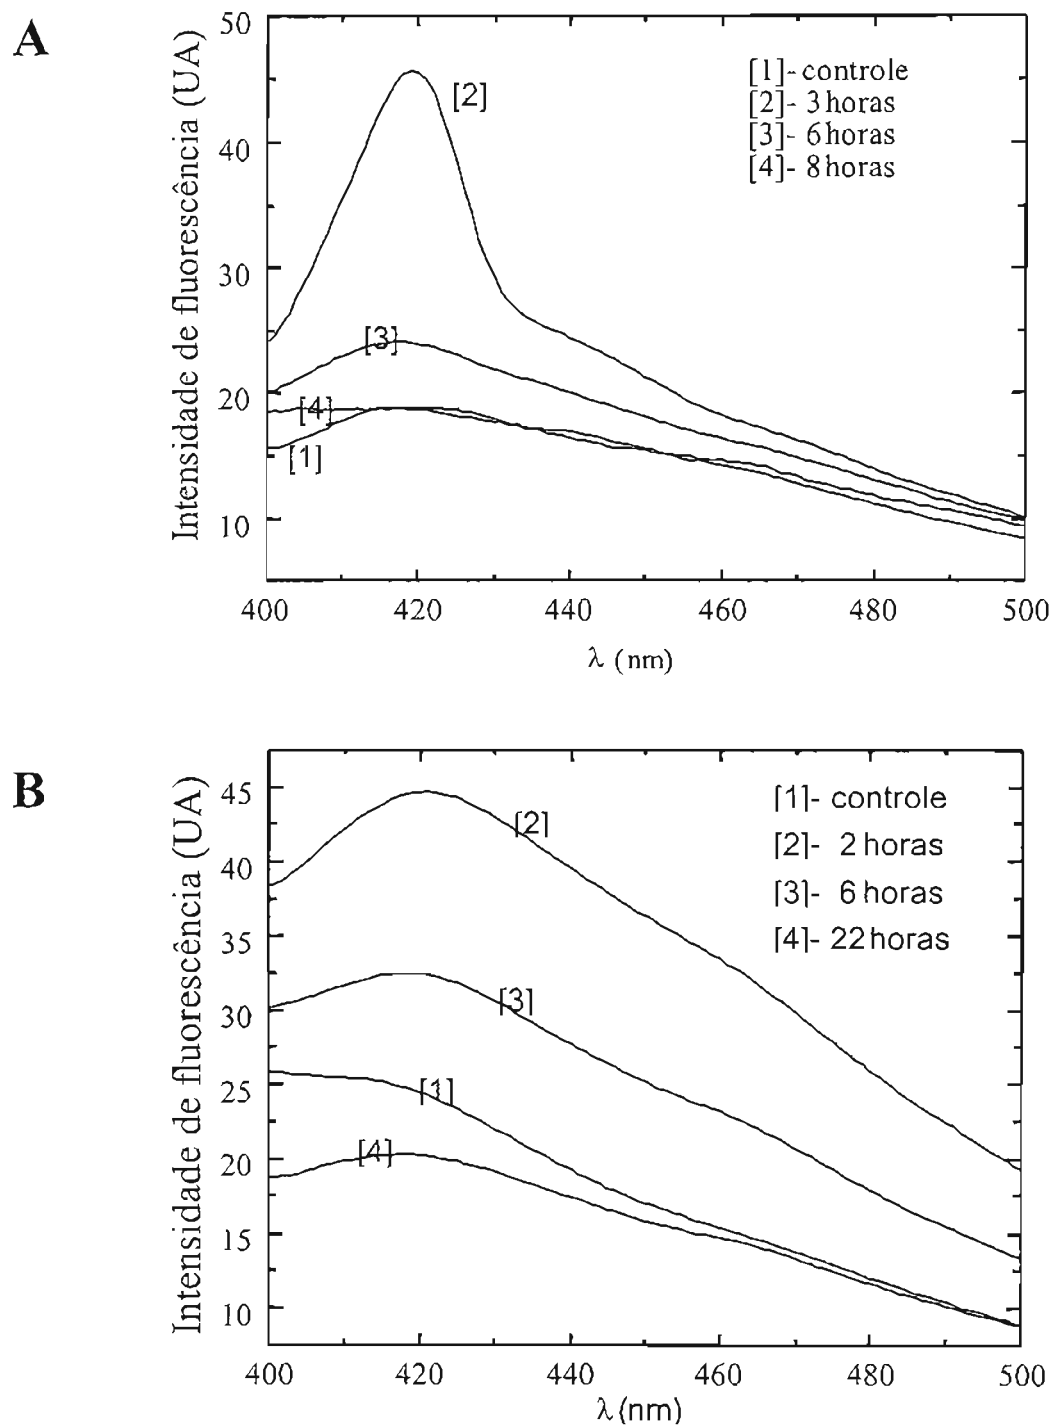 A
Intensidade de fluorescência (UA)
50
40
30
20
10
[1]- controle
[2]- 3 horas
[3]- 6 horas
[4]- 8 horas
[2]
[3]
[4]
[1]
400 420 440 460 480 500
λ (nm)
B
Intensidade de fluorescência (UA)
45
40
35
30
25
20
15
10
[1]- controle
[2]- 2 horas
[3]- 6 horas
[4]- 22 horas
[2]
[3]
[1]
[4]
400 420 440 460 480 500
λ (nm)